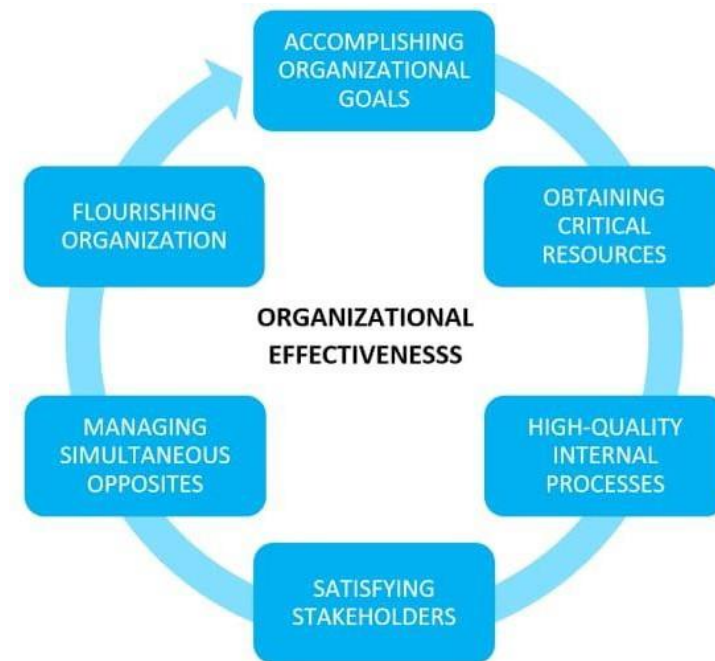 ACCOMPLISHING
ORGANIZATIONAL
GOALS
OBTAINING
CRITICAL
RESOURCES
HIGH-QUALITY
INTERNAL
PROCESSES
SATISFYING
STAKEHOLDERS
MANAGING
SIMULTANEOUS
OPPOSITES
FLOURISHING
ORGANIZATION
ORGANIZATIONAL
EFFECTIVENESSS